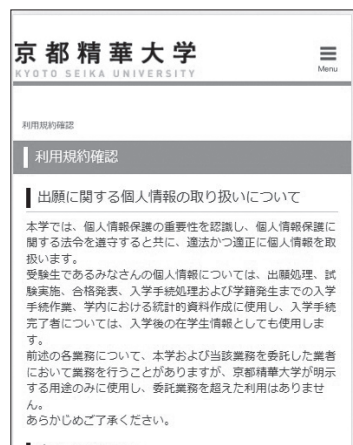 京都精華大学
KYOTO SEIKA UNIVERSITY
Menu
利用規約確認
利用規約確認
出願に関する個人情報の取り扱いについて
本学では、個人情報保護の重要性を認識し、個人情報保護に
関する法令を遵守すると共に、適法かつ適正に個人情報を取
扱います。
受験生であるみなさんの個人情報については、出願処理、試
験実施、合格発表、入学手続処理および学籍発生までの入学
手続作業、学内における統計的資料作成に使用し、入学手続
完了者については、入学後の在学生情報としても使用しま
す。
前述の各業務について、本学および当該業務を委託した業者
において業務を行うことがありますが、京都精華大学が明示
する用途のみに使用し、委託業務を超えた利用はありませ
ん。
あらかじめご了承ください。